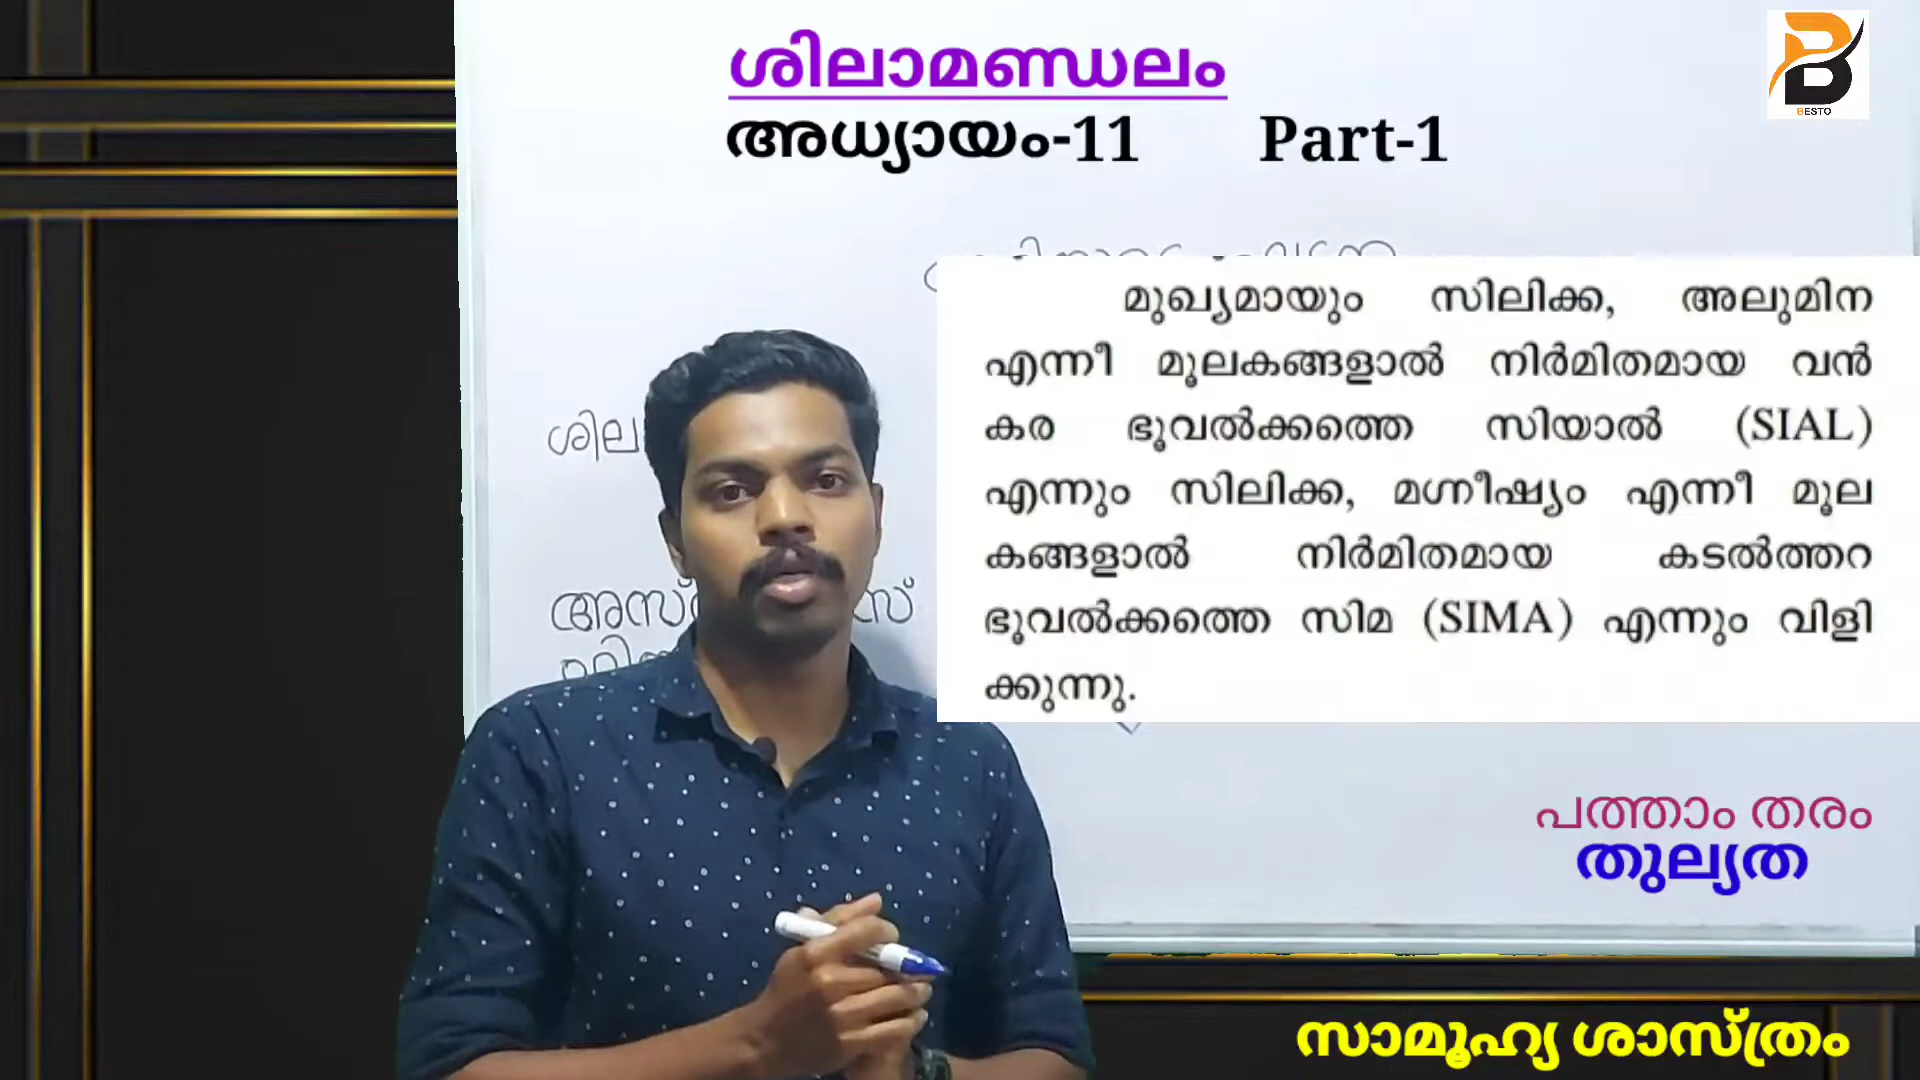 ശിലാമണ്ഡലം
അധ്യായം-11 Part-1
B
BESTO
മുഖ്യമായും സിലിക്ക, അലുമിന
എന്നീ മൂലകങ്ങളാൽ നിർമിതമായ വൻ
കര ഭൂവൽക്കത്തെ സിയാൽ (SIAL)
എന്നും സിലിക്ക, മഗ്നീഷ്യം എന്നീ മൂല
കങ്ങളാൽ നിർമിതമായ കടൽത്തറ
ഭൂവൽക്കത്തെ സിമ (SIMA) എന്നും വിളി
ക്കുന്നു.
പത്താം തരം
തുല്യത
സാമൂഹ്യ ശാസ്ത്രം